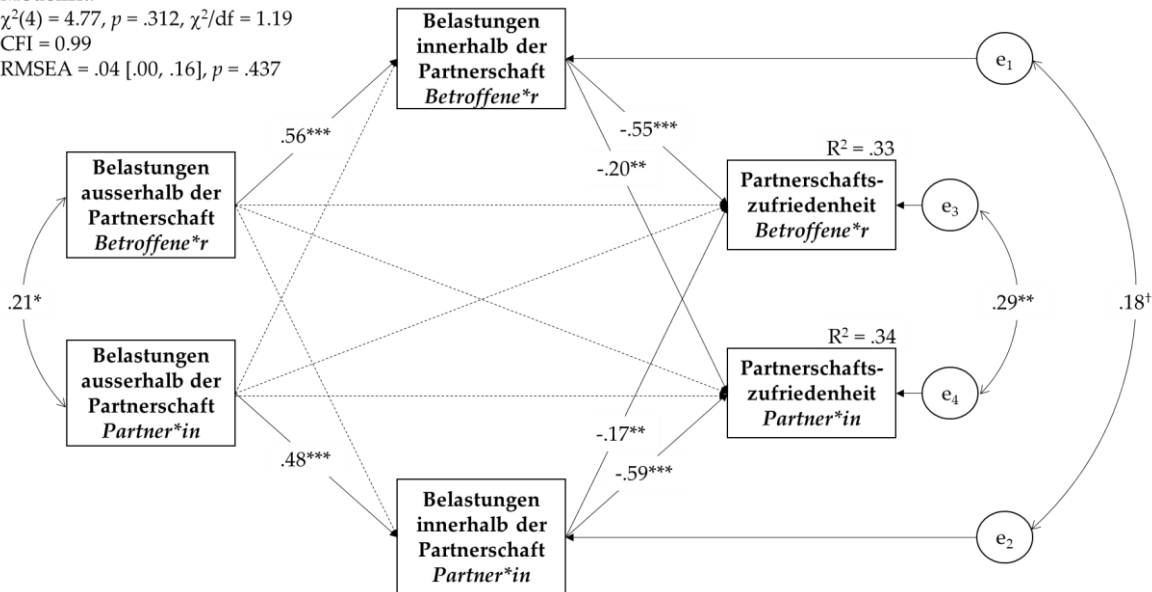 χ²(4) = 4.77, p = .312, χ²/df = 1.19
CFI = 0.99
RMSEA = .04 [.00, .16], p = .437
Belastungen
innerhalb der
Partnerschaft
Betroffene*r
e₁
.56***
-.55***
-.20**
Belastungen
ausserhalb der
Partnerschaft
Betroffene*r
R² = .33
Partnerschafts-
zufriedenheit
Betroffene*r
e₃
.21*
.29**
.18†
Belastungen
ausserhalb der
Partnerschaft
Partner*in
R² = .34
Partnerschafts-
zufriedenheit
Partner*in
e₄
.48***
-.17**
-.59***
Belastungen
innerhalb der
Partnerschaft
Partner*in
e₂